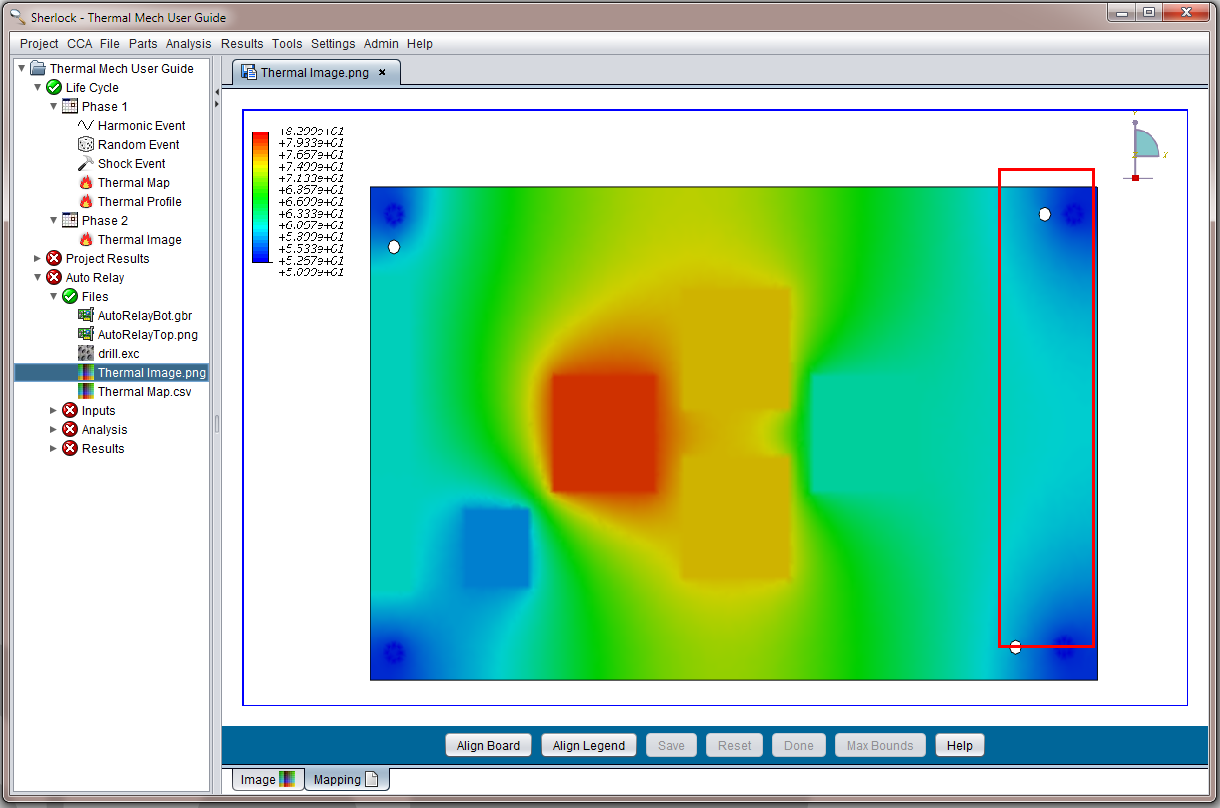 Sherlock - Thermal Mech User Guide
Project CCA File Parts Analysis Results Tools Settings Admin Help
Thermal Mech User Guide
Life Cycle
Phase 1
Harmonic Event
Random Event
Shock Event
Thermal Map
Thermal Profile
Phase 2
Thermal Image
Project Results
Auto Relay
Files
AutoRelayBot.gbr
AutoRelayTop.png
drill.exc
Thermal Image.png
Thermal Map.csv
Inputs
Analysis
Results
Thermal Image.png
+8.200e+01
+7.933e+01
+7.667e+01
+7.400e+01
+7.133e+01
+6.867e+01
+6.600e+01
+6.333e+01
+6.067e+01
+5.800e+01
+5.533e+01
+5.267e+01
+5.000e+01
Y
X
Align Board Align Legend Save Reset Done Max Bounds Help
Image Mapping